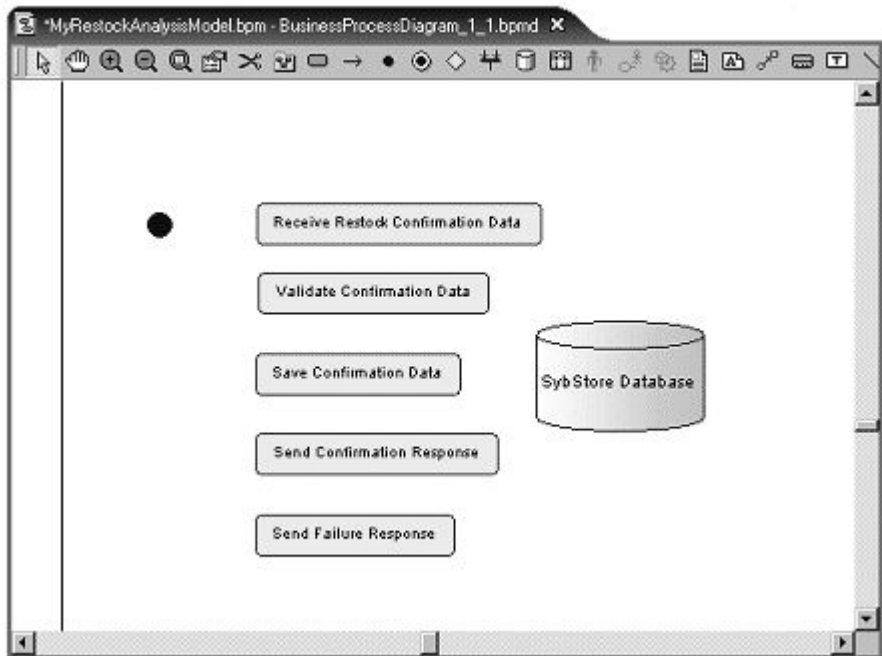 *MyRestockAnalysisModel.bpm - BusinessProcessDiagram_1_1.bpmd X
Receive Restock Confirmation Data
Validate Confirmation Data
Save Confirmation Data
SybStore Database
Send Confirmation Response
Send Failure Response